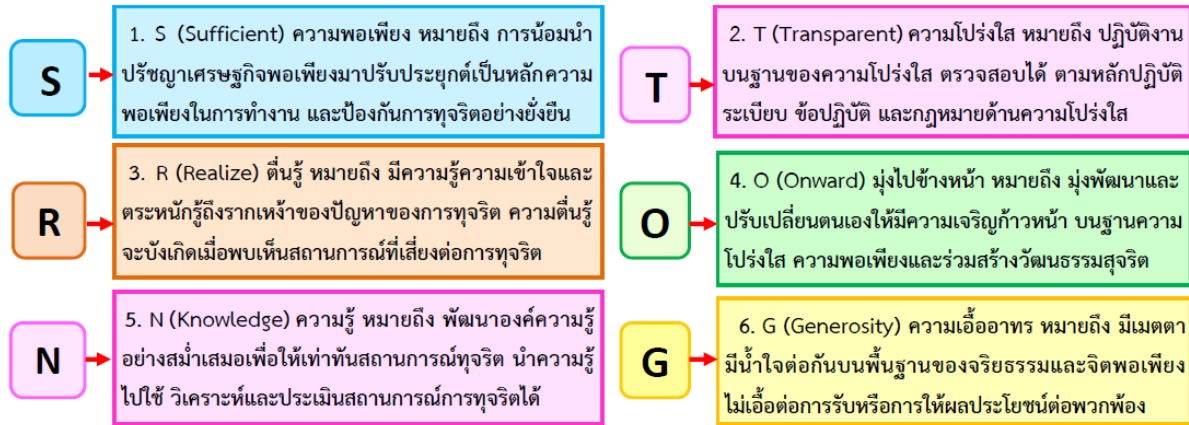 S
1. S (Sufficient) ความพอเพียง หมายถึง การน้อมนำ
ปรัชญาเศรษฐกิจพอเพียงมาปรับประยุกต์เป็นหลักความ
พอเพียงในการทำงาน และป้องกันการทุจริตอย่างยั่งยืน
T
2. T (Transparent) ความโปร่งใส หมายถึง ปฏิบัติงาน
บนฐานของความโปร่งใส ตรวจสอบได้ ตามหลักปฏิบัติ
ระเบียบ ข้อปฏิบัติ และกฎหมายด้านความโปร่งใส
R
3. R (Realize) ตื่นรู้ หมายถึง มีความรู้ความเข้าใจและ
ตระหนักรู้ถึงรากเหง้าของปัญหาของการทุจริต ความตื่นรู้
จะบังเกิดเมื่อพบเห็นสถานการณ์ที่เสี่ยงต่อการทุจริต
O
4. O (Onward) มุ่งไปข้างหน้า หมายถึง มุ่งพัฒนาและ
ปรับเปลี่ยนตนเองให้มีความเจริญก้าวหน้า บนฐานความ
โปร่งใส ความพอเพียงและร่วมสร้างวัฒนธรรมสุจริต
N
5. N (Knowledge) ความรู้ หมายถึง พัฒนาองค์ความรู้
อย่างสม่ำเสมอเพื่อให้เท่าทันสถานการณ์ทุจริต นำความรู้
ไปใช้ วิเคราะห์และประเมินสถานการณ์การทุจริตได้
G
6. G (Generosity) ความเอื้ออาทร หมายถึง มีเมตตา
มีน้ำใจต่อกันบนพื้นฐานของจริยธรรมและจิตพอเพียง
ไม่เอื้อต่อการรับหรือการให้ผลประโยชน์ต่อพวกพ้อง